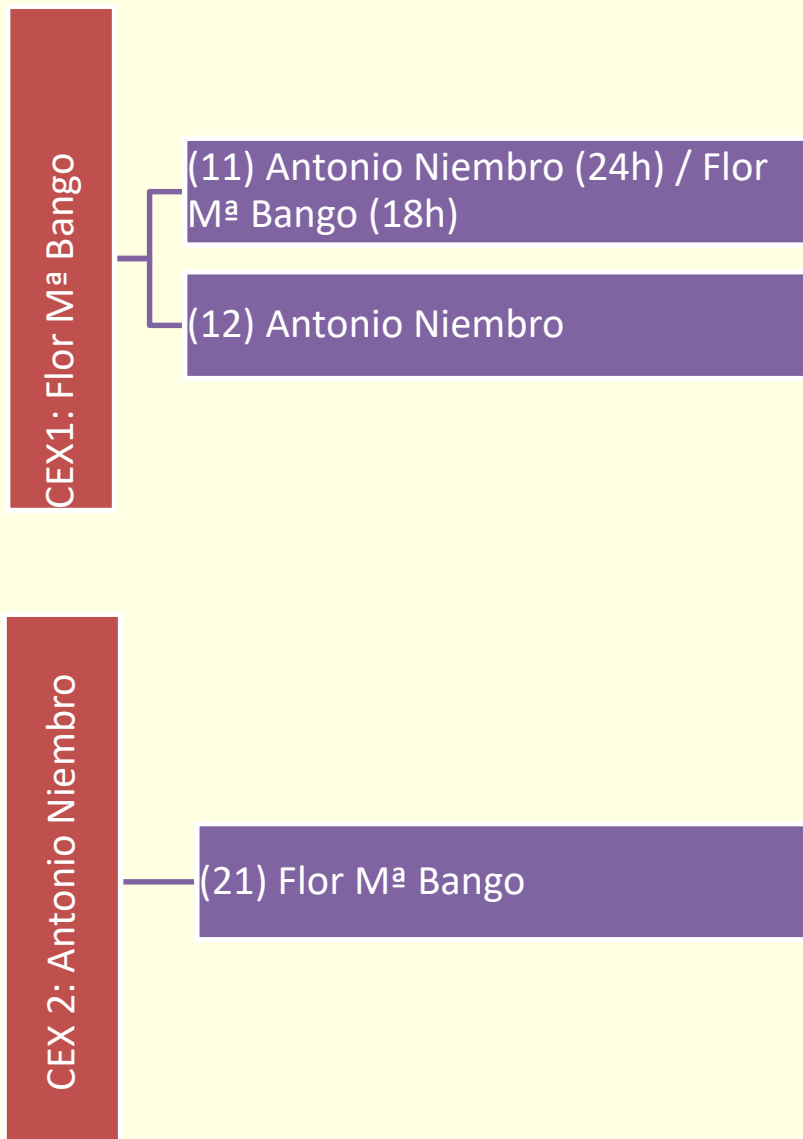 CEX1: Flor Mª Bango
(11) Antonio Niembro (24h) / Flor
Mª Bango (18h)
(12) Antonio Niembro
CEX 2: Antonio Niembro
(21) Flor Mª Bango